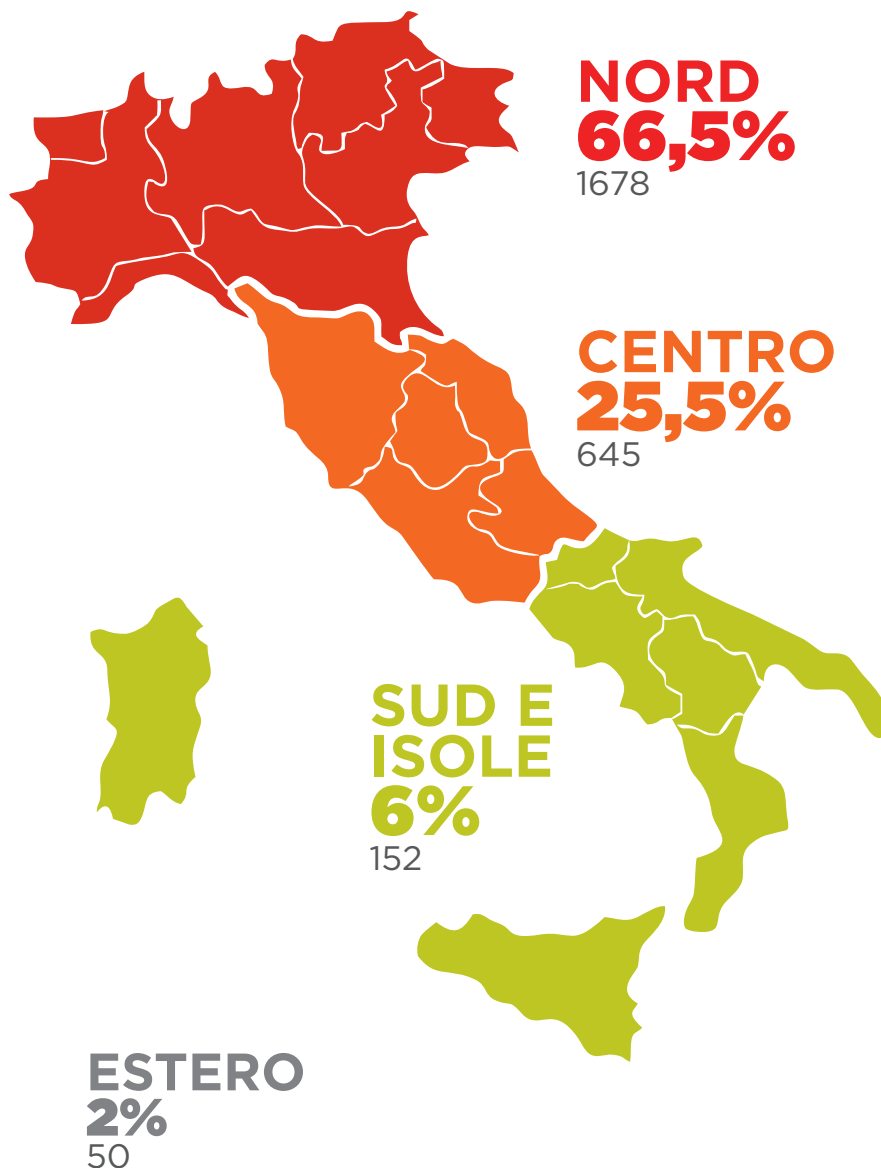 NORD
66,5%
1678
CENTRO
25,5%
645
SUD E
ISOLE
6%
152
ESTERO
2%
50